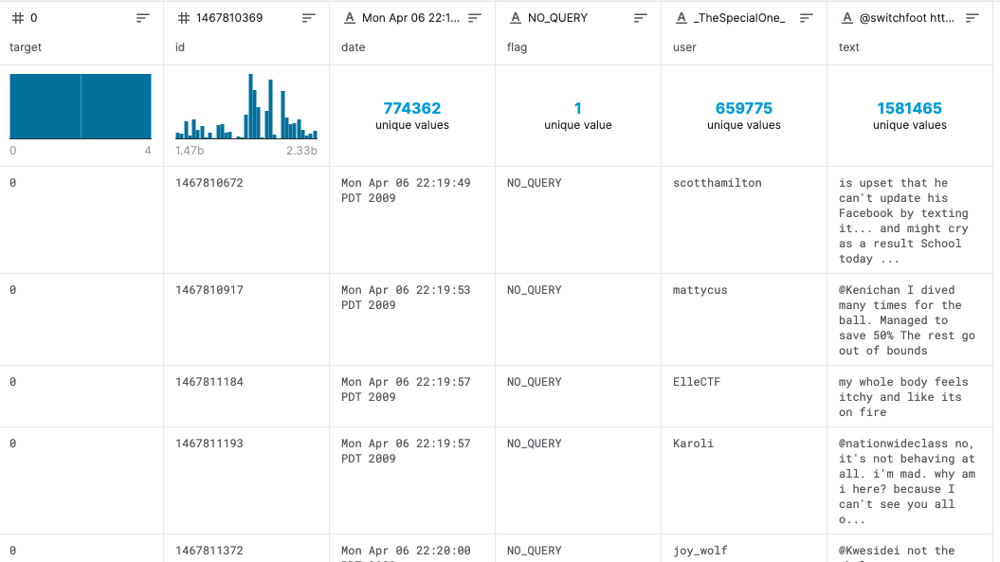 # 0
# 1467810369
A Mon Apr 06 22:1...
A NO_QUERY
A _TheSpecialOne_
A @switchfoot htt...
target
id
date
flag
user
text
0 4
1.47b 2.33b
774362
unique values
1
unique value
659775
unique values
1581465
unique values
0
1467810672
Mon Apr 06 22:19:49
PDT 2009
NO_QUERY
scotthamilton
is upset that he
can't update his
Facebook by texting
it... and might cry
as a result School
today ...
0
1467810917
Mon Apr 06 22:19:53
PDT 2009
NO_QUERY
mattycus
@Kenichan I dived
many times for the
ball. Managed to
save 50% The rest go
out of bounds
0
1467811184
Mon Apr 06 22:19:57
PDT 2009
NO_QUERY
ElleCTF
my whole body feels
itchy and like its
on fire
0
1467811193
Mon Apr 06 22:19:57
PDT 2009
NO_QUERY
Karoli
@nationwideclass no,
it's not behaving at
all. i'm mad. why am
i here? because I
can't see you all
o...
0
1467811372
Mon Apr 06 22:20:00
NO_QUERY
joy_wolf
@Kwesidei not the